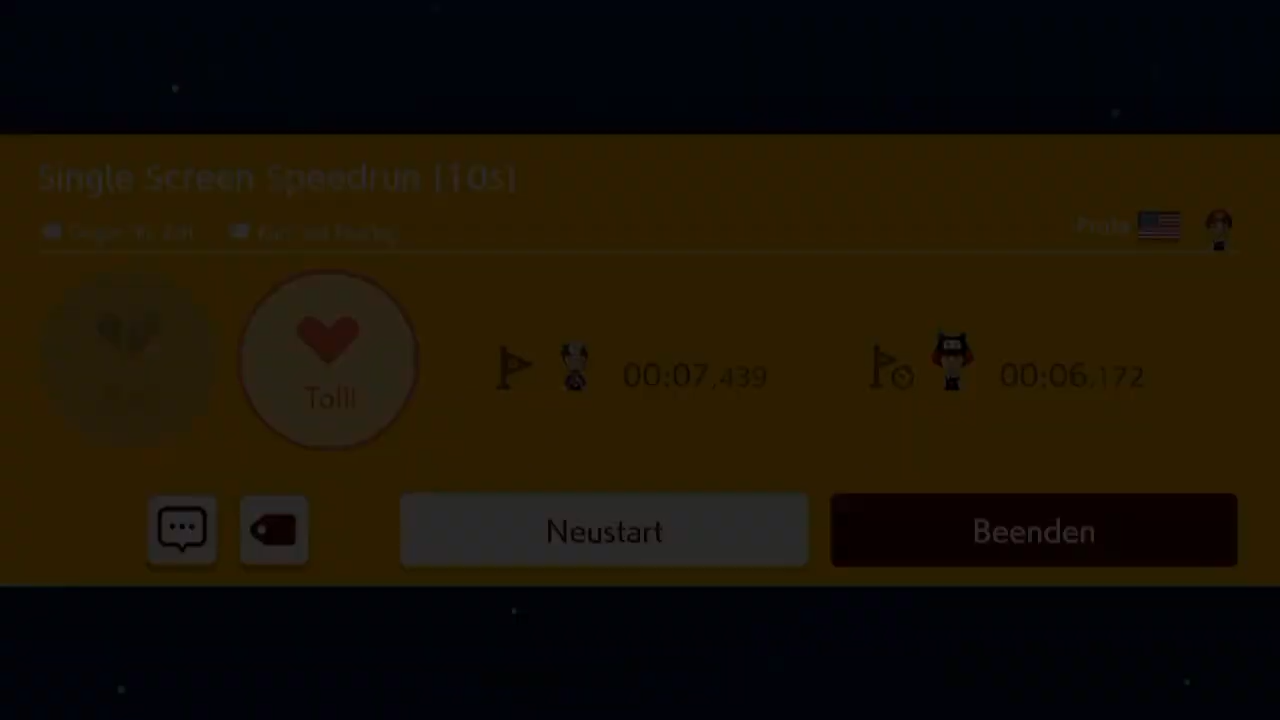 Single Screen Speedrun [10s]
Toll!
00:07,439
00:06,172
Neustart
Beenden